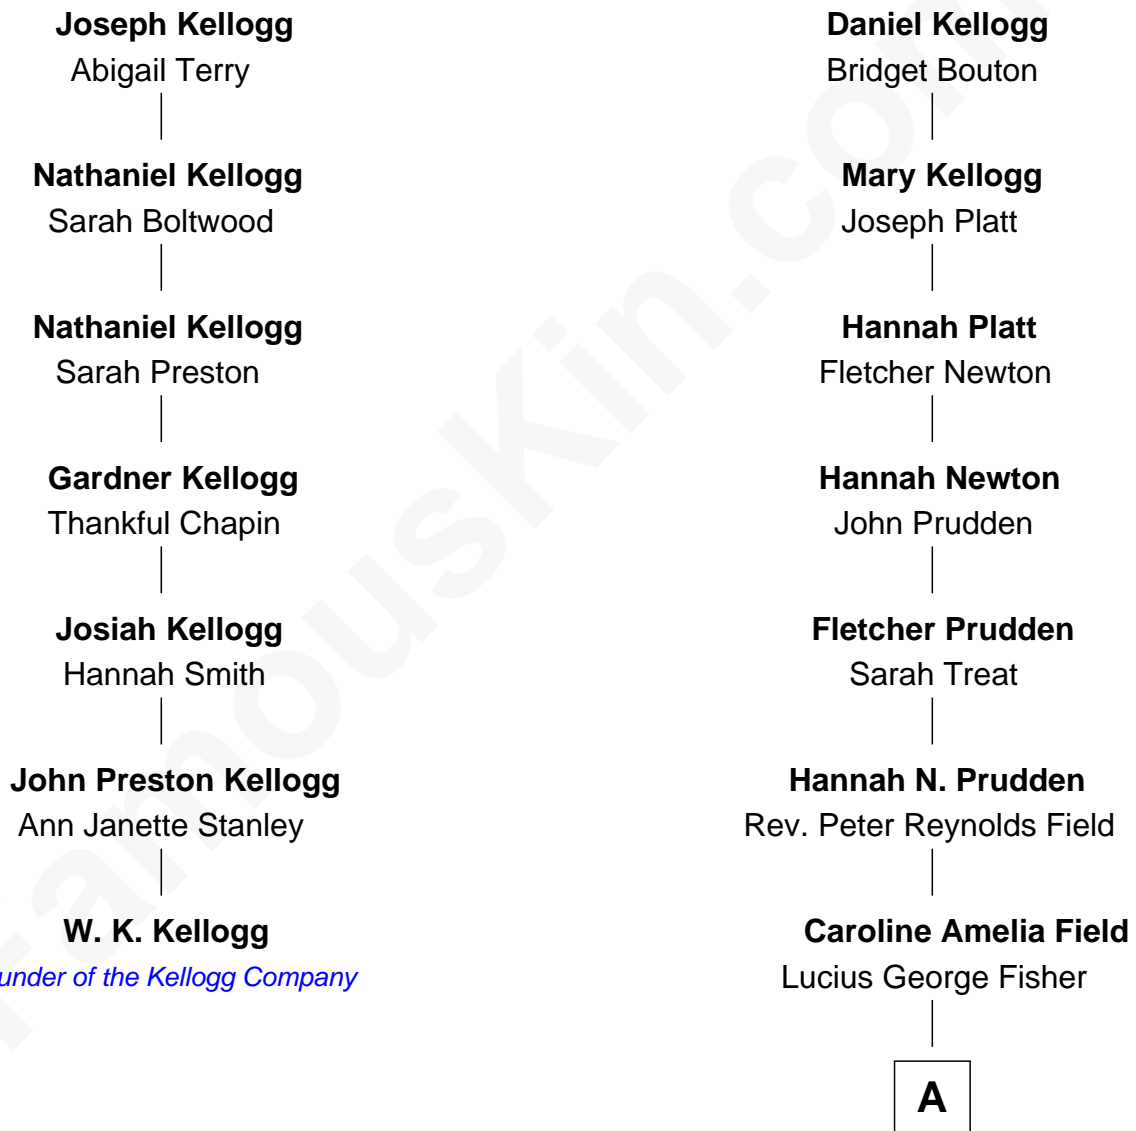 Joseph Kellogg
Abigail Terry
Nathaniel Kellogg
Sarah Boltwood
Nathaniel Kellogg
Sarah Preston
Gardner Kellogg
Thankful Chapin
Josiah Kellogg
Hannah Smith
John Preston Kellogg
Ann Janette Stanley
W. K. Kellogg
under of the Kellogg Company
Daniel Kellogg
Bridget Bouton
Mary Kellogg
Joseph Platt
Hannah Platt
Fletcher Newton
Hannah Newton
John Prudden
Fletcher Prudden
Sarah Treat
Hannah N. Prudden
Rev. Peter Reynolds Field
Caroline Amelia Field
Lucius George Fisher
A
FamousKin.com